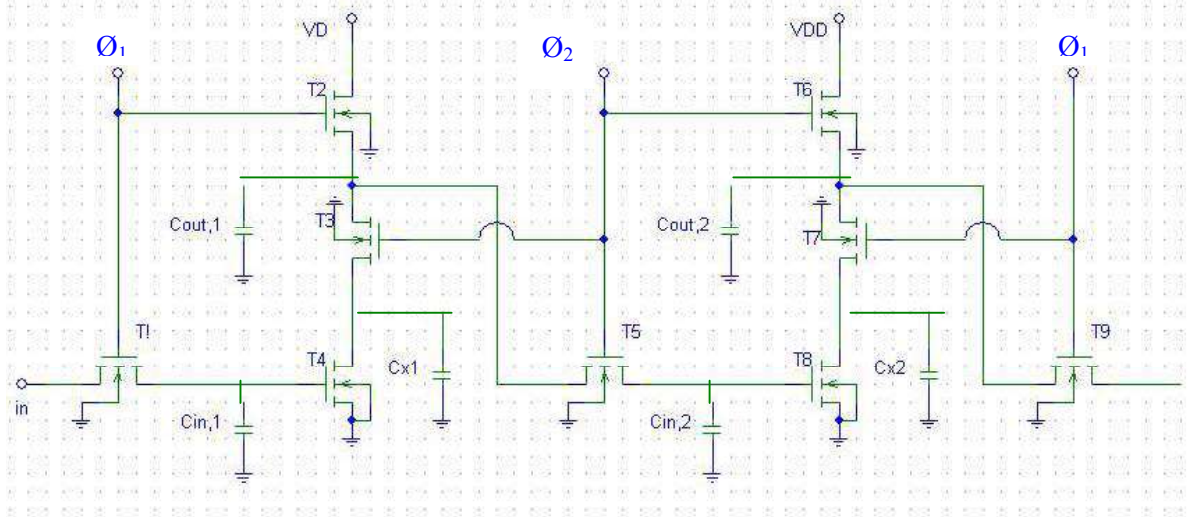 VD
VDD
Ø₁
Ø₂
Ø₁
T2
T6
Cout,1
T3
Cout,2
T7
T!
T4
Cx1
T5
T8
Cx2
T9
in
Cin,1
Cin,2